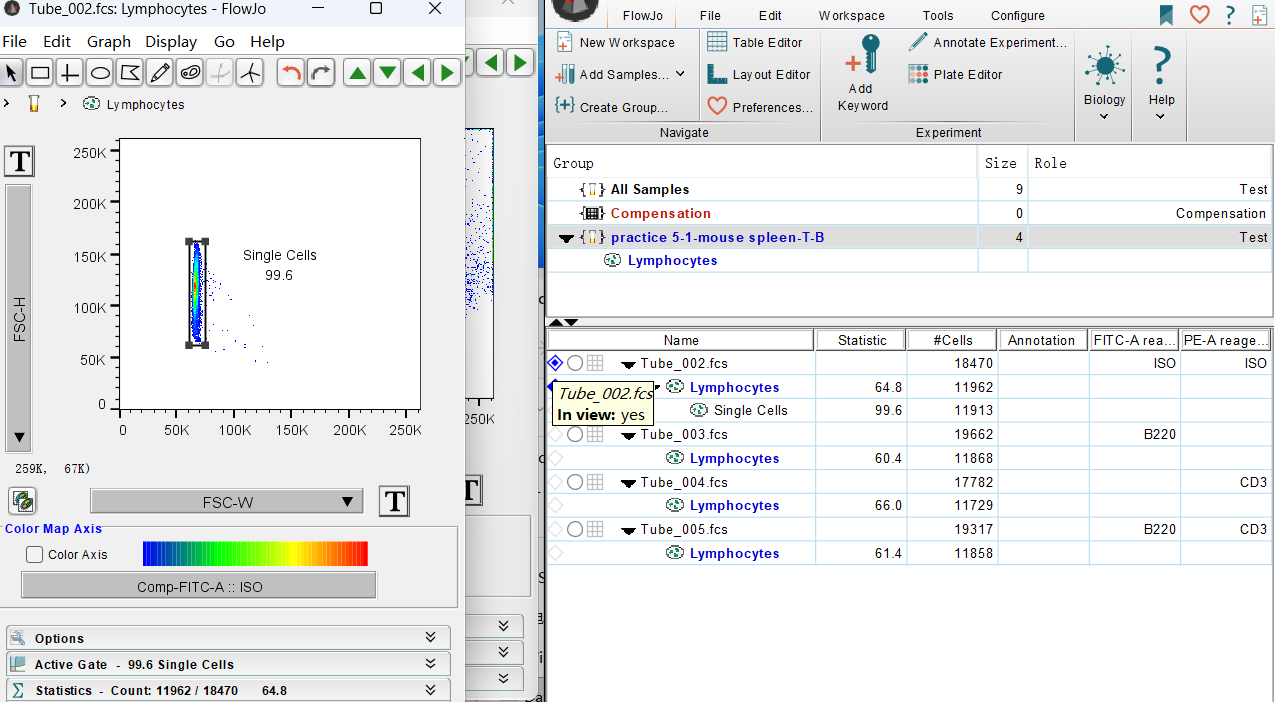 Tube_002.fcs: Lymphocytes - FlowJo
File Edit Graph Display Go Help
Lymphocytes
T
250K
200K
150K
100K
50K
0
FSC-H
Single Cells
99.6
0 50K 100K 150K 200K 250K
259K, 67K)
FSC-W
T
Color Map Axis
Color Axis
Comp-FITC-A :: ISO
Options
Active Gate - 99.6 Single Cells
Statistics - Count: 11962 / 18470 64.8
250K
T
FlowJo File Edit Workspace Tools Configure
New Workspace
Add Samples...
Create Group...
Table Editor
Layout Editor
Preferences...
Navigate
Add
Keyword
Annotate Experiment...
Plate Editor
Experiment
Biology
Help
Group Size Role
All Samples 9 Test
Compensation 0 Compensation
practice 5-1-mouse spleen-T-B 4 Test
Lymphocytes
Name Statistic #Cells Annotation FITC-A rea... PE-A reage...
Tube_002.fcs 18470 ISO ISO
Lymphocytes 64.8 11962
Single Cells 99.6 11913
Tube_003.fcs 19662 B220
Lymphocytes 60.4 11868
Tube_004.fcs 17782 CD3
Lymphocytes 66.0 11729
Tube_005.fcs 19317 B220 CD3
Lymphocytes 61.4 11858
Tube_002.fcs
In view: yes